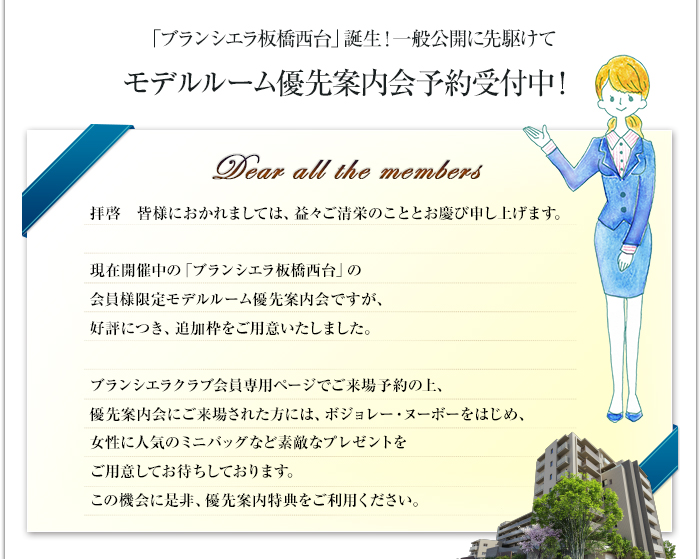 「ブランシエラ板橋西台」誕生！一般公開に先駆けて
モデルルーム優先案内会予約受付中！
Dear all the members
拝啓　皆様におかれましては、益々ご清栄のこととお慶び申し上げます。
現在開催中の「ブランシエラ板橋西台」の
会員様限定モデルルーム優先案内会ですが、
好評につき、追加枠をご用意いたしました。
ブランシエラクラブ会員専用ページでご来場予約の上、
優先案内会にご来場された方には、ボジョレー・ヌーボーをはじめ、
女性に人気のミニバッグなど素敵なプレゼントを
ご用意してお待ちしております。
この機会に是非、優先案内特典をご利用ください。